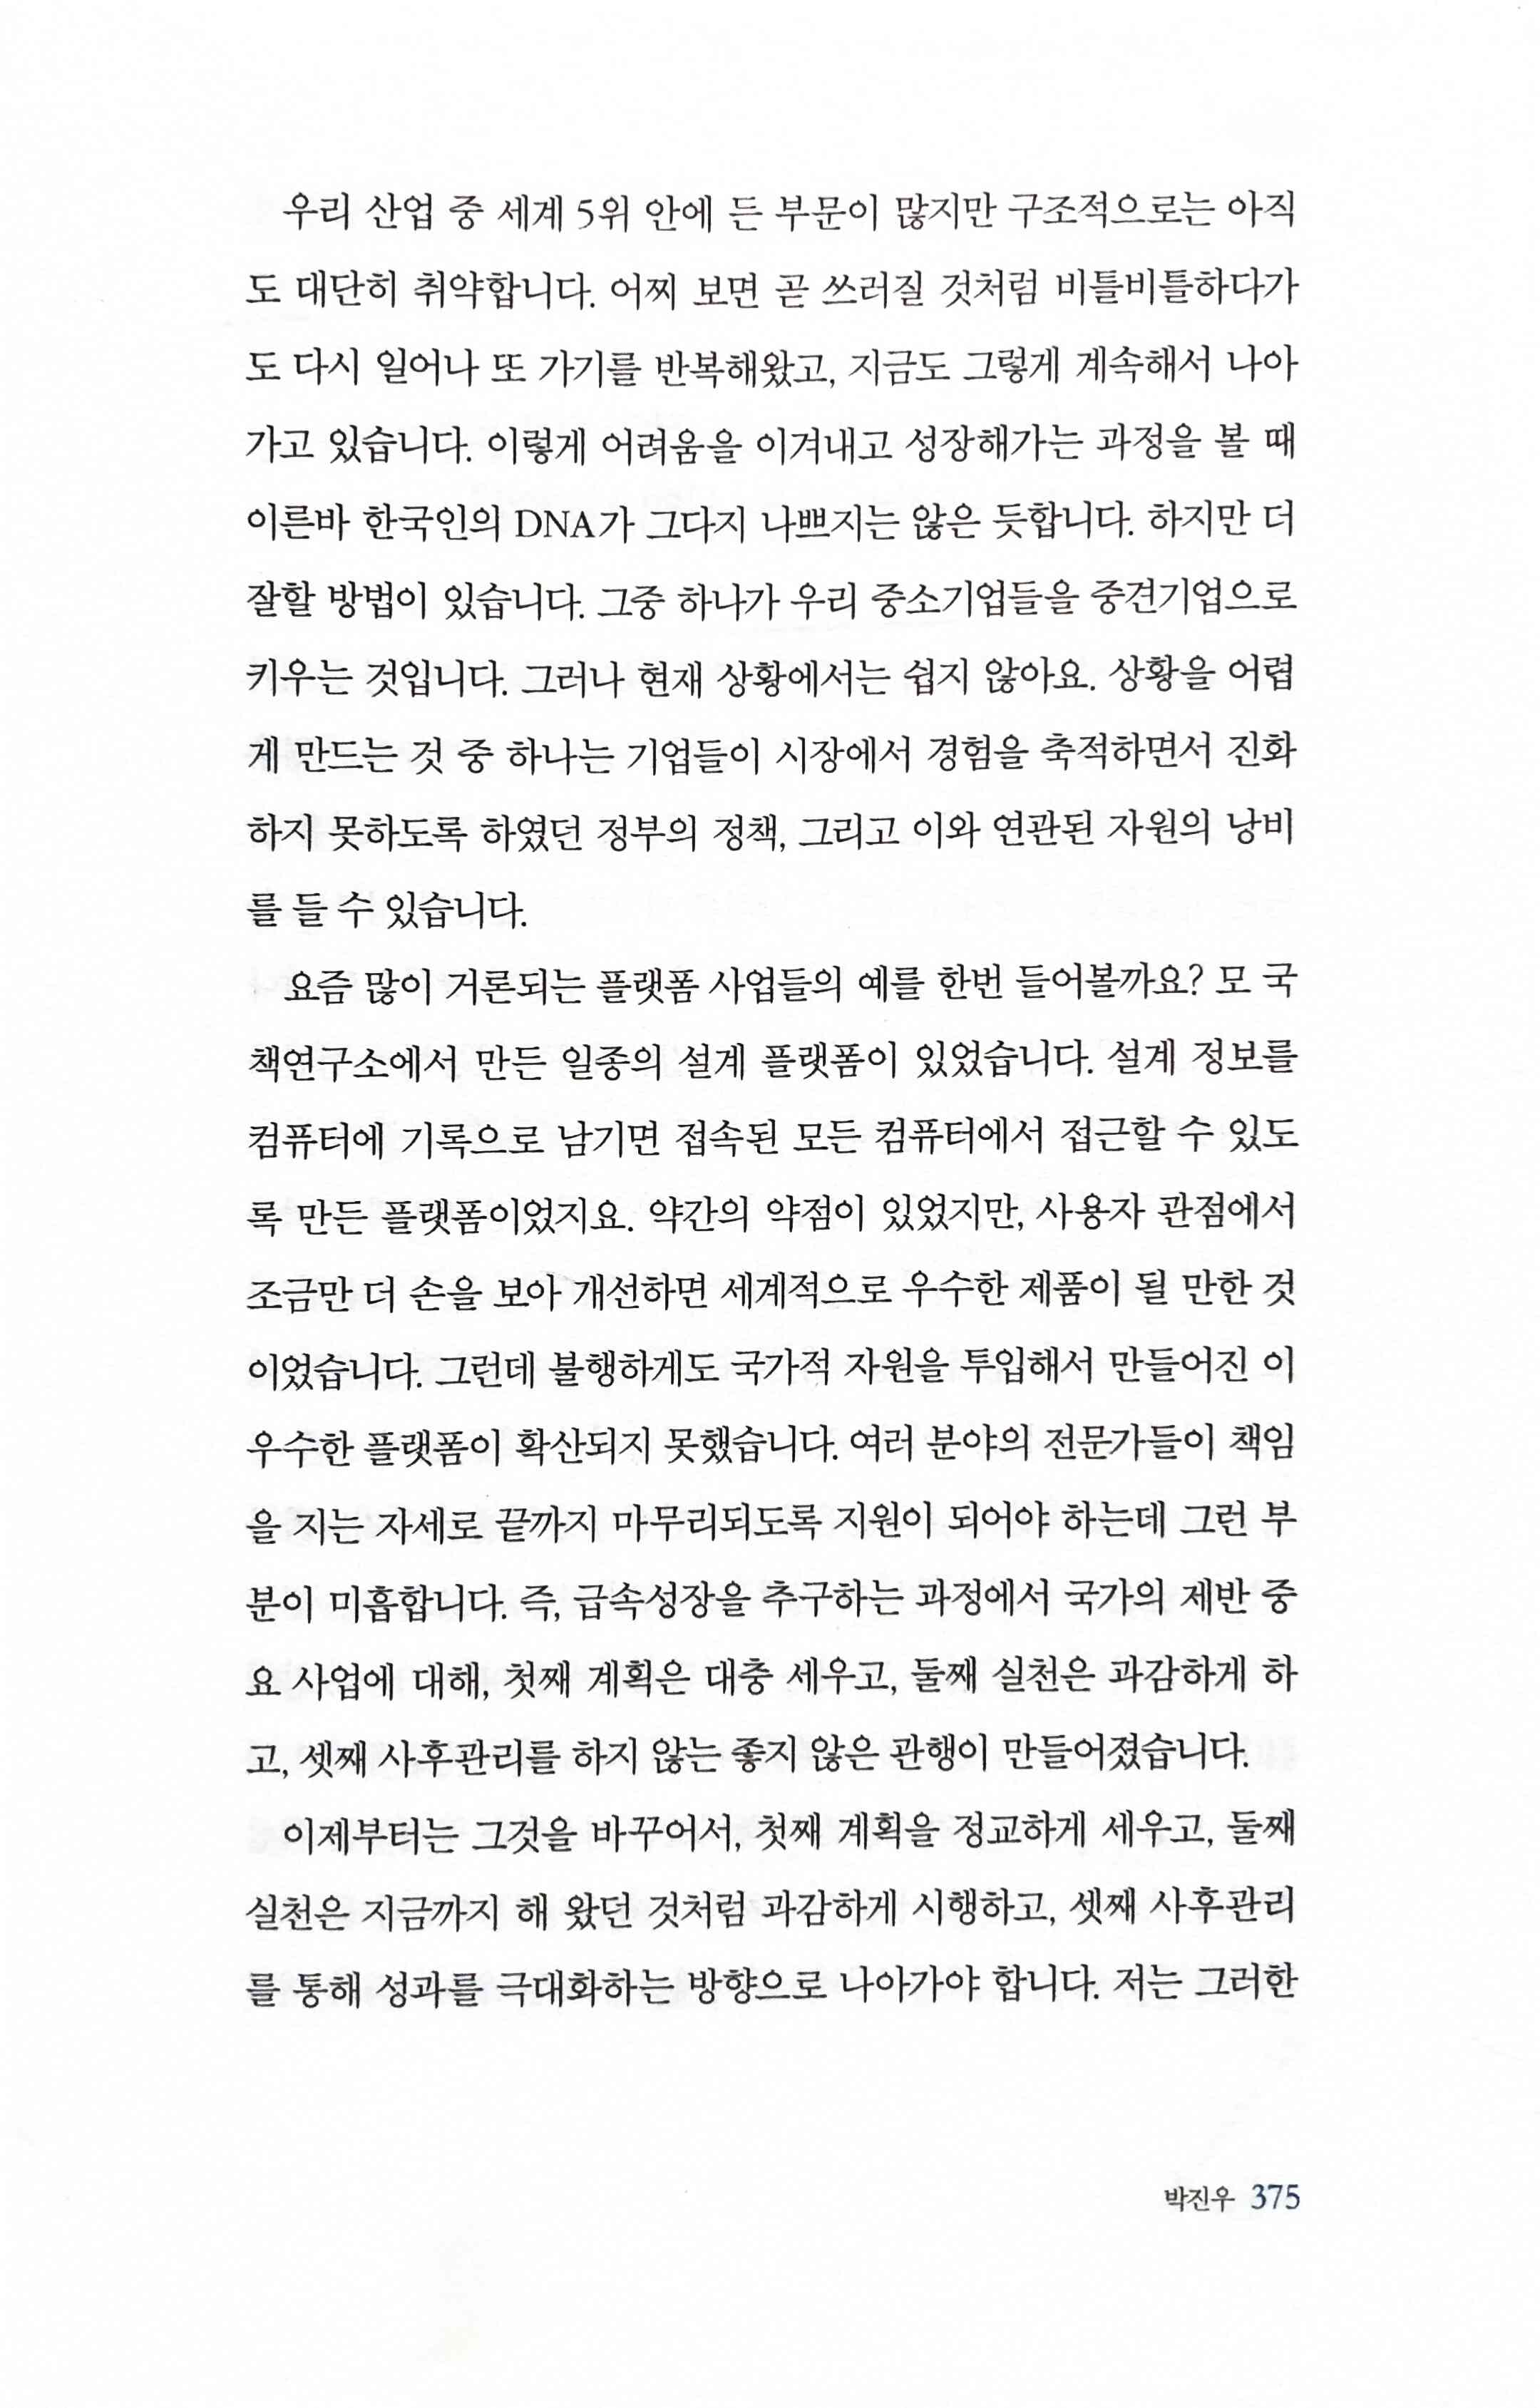 우리 산업 중 세계 5위 안에 든 부문이 많지만 구조적으로는 아직
도 대단히 취약합니다. 어찌 보면 곧 쓰러질 것처럼 비틀비틀하다가
도 다시 일어나 또 가기를 반복해왔고, 지금도 그렇게 계속해서 나아
가고 있습니다. 이렇게 어려움을 이겨내고 성장해가는 과정을 볼 때
이른바 한국인의 DNA가 그다지 나쁘지는 않은 듯합니다. 하지만 더
잘할 방법이 있습니다. 그중 하나가 우리 중소기업들을 중견기업으로
키우는 것입니다. 그러나 현재 상황에서는 쉽지 않아요. 상황을 어렵
게 만드는 것 중 하나는 기업들이 시장에서 경험을 축적하면서 진화
하지 못하도록 하였던 정부의 정책, 그리고 이와 연관된 자원의 낭비
를 들 수 있습니다.
요즘 많이 거론되는 플랫폼 사업들의 예를 한번 들어볼까요? 모 국
책연구소에서 만든 일종의 설계 플랫폼이 있었습니다. 설계 정보를
컴퓨터에 기록으로 남기면 접속된 모든 컴퓨터에서 접근할 수 있도
록 만든 플랫폼이었지요. 약간의 약점이 있었지만, 사용자 관점에서
조금만 더 손을 보아 개선하면 세계적으로 우수한 제품이 될 만한 것
이었습니다. 그런데 불행하게도 국가적 자원을 투입해서 만들어진 이
우수한 플랫폼이 확산되지 못했습니다. 여러 분야의 전문가들이 책임
을 지는 자세로 끝까지 마무리되도록 지원이 되어야 하는데 그런 부
분이 미흡합니다. 즉, 급속성장을 추구하는 과정에서 국가의 제반 중
요 사업에 대해, 첫째 계획은 대충 세우고, 둘째 실천은 과감하게 하
고, 셋째 사후관리를 하지 않는 좋지 않은 관행이 만들어졌습니다.
이제부터는 그것을 바꾸어서, 첫째 계획을 정교하게 세우고, 둘째
실천은 지금까지 해 왔던 것처럼 과감하게 시행하고, 셋째 사후관리
를 통해 성과를 극대화하는 방향으로 나아가야 합니다. 저는 그러한
박진우 375